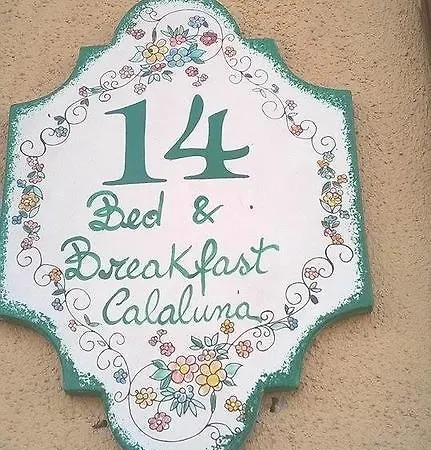 14
Bed &
Breakfast
Calaluna